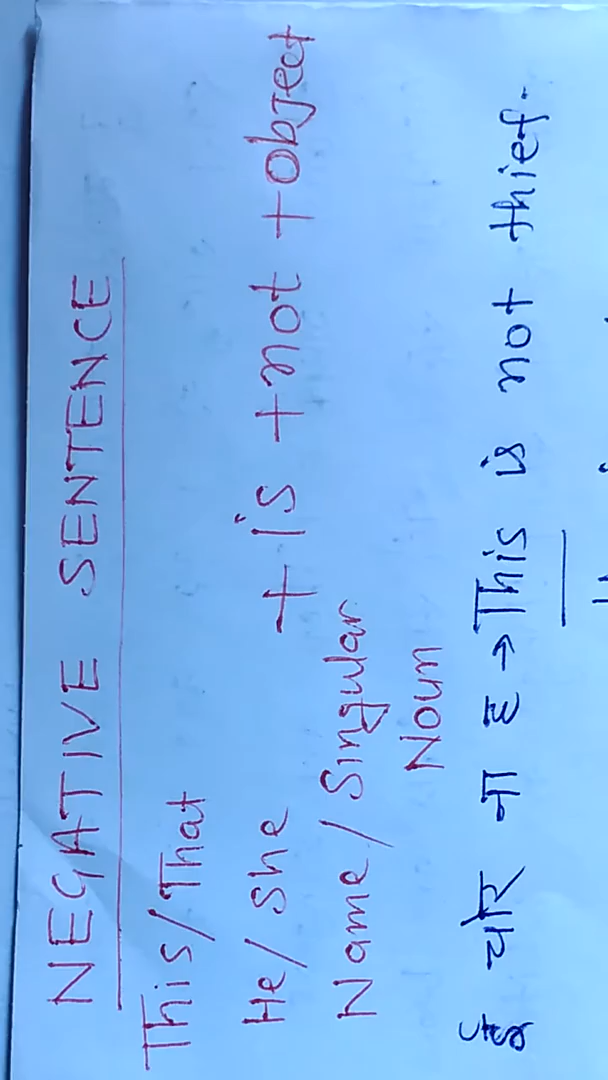 NEGATIVE SENTENCE
This/That
He/She + is + not + object
Name/Singular
Noun
ई चोर ना ह → This is not thief.